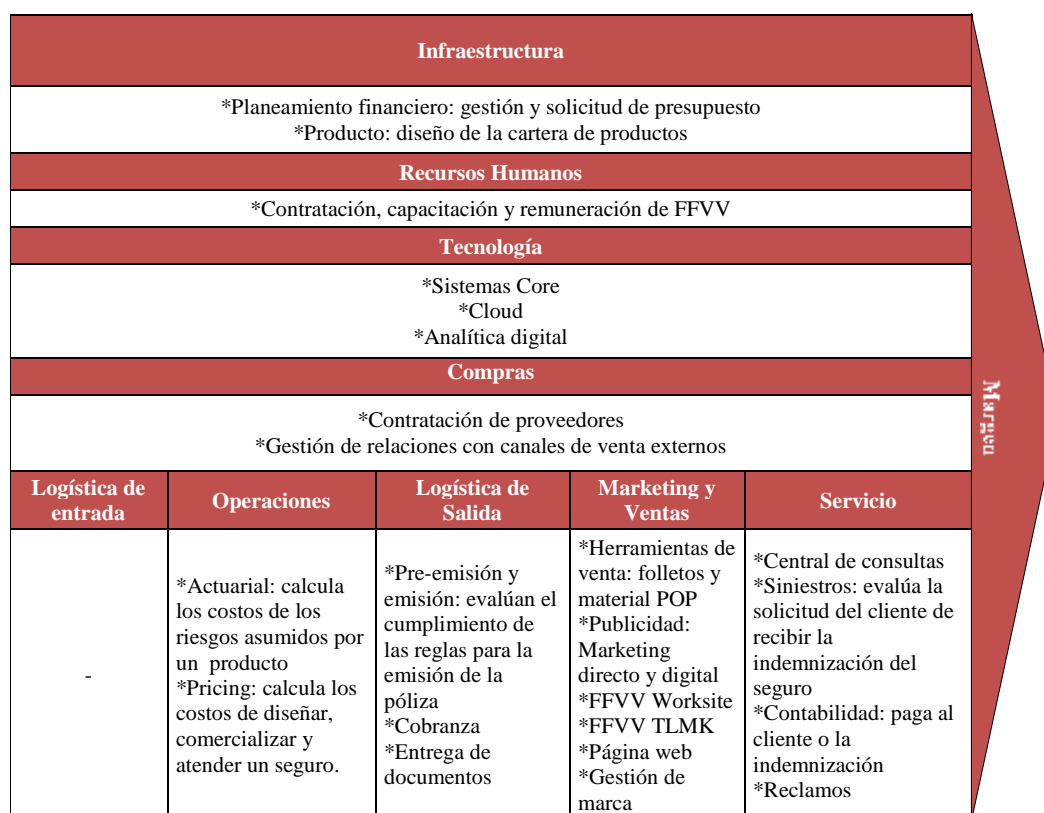 Infraestructura
*Planeamiento financiero: gestión y solicitud de presupuesto
*Producto: diseño de la cartera de productos
Recursos Humanos
*Contratación, capacitación y remuneración de FFVV
Tecnología
*Sistemas Core
*Cloud
*Analítica digital
Compras
*Contratación de proveedores
*Gestión de relaciones con canales de venta externos
Margen
Logística de
entrada
Operaciones
Logística de
Salida
Marketing y
Ventas
Servicio
-
*Actuarial: calcula
los costos de los
riesgos asumidos por
un producto
*Pricing: calcula los
costos de diseñar,
comercializar y
atender un seguro.
*Pre-emisión y
emisión: evalúan el
cumplimiento de
las reglas para la
emisión de la
póliza
*Cobranza
*Entrega de
documentos
*Herramientas de
venta: folletos y
material POP
*Publicidad:
Marketing
directo y digital
*FFVV Worksite
*FFVV TLMK
*Página web
*Gestión de
marca
*Central de consultas
*Siniestros: evalúa la
solicitud del cliente de
recibir la
indemnización del
seguro
*Contabilidad: paga al
cliente o la
indemnización
*Reclamos